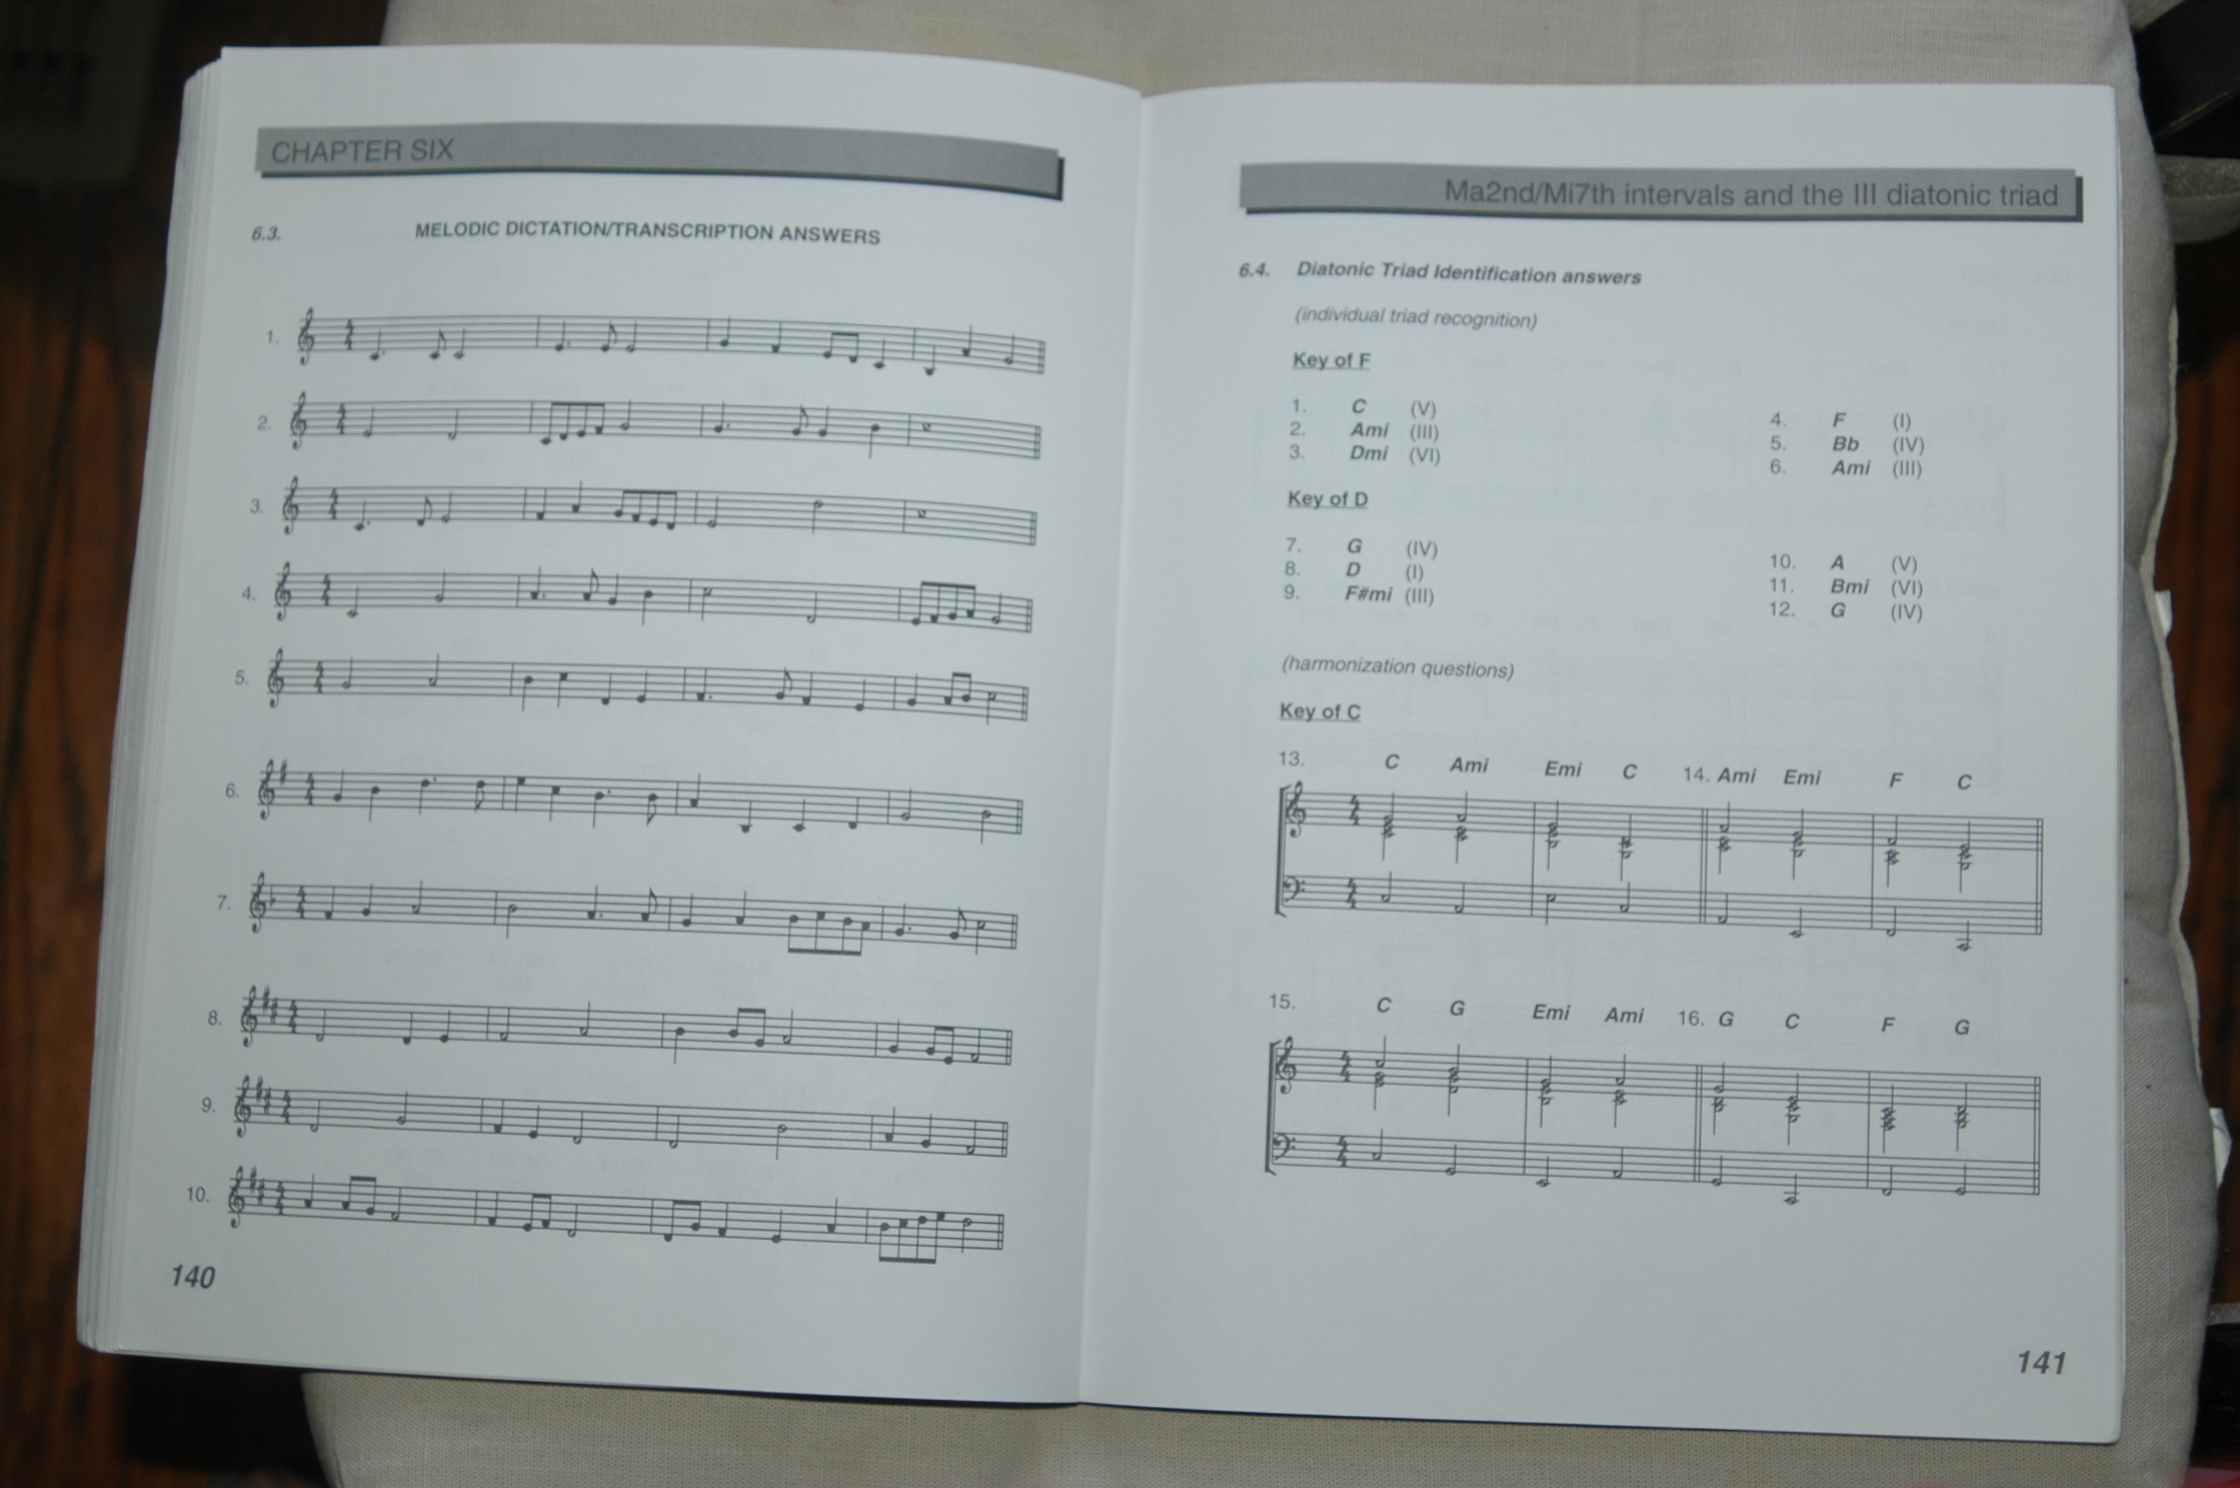 CHAPTER SIX
6.3. MELODIC DICTATION/TRANSCRIPTION ANSWERS
1.
2.
3.
4.
5.
6.
7.
8.
9.
10.
140
Ma2nd/Mi7th intervals and the III diatonic triad
6.4. Diatonic Triad Identification answers
(individual triad recognition)
Key of F
1. C (V) 4. F (I)
2. Ami (III) 5. Bb (IV)
3. Dmi (VI) 6. Ami (III)
Key of D
7. G (IV) 10. A (V)
8. D (I) 11. Bmi (VI)
9. F#mi (III) 12. G (IV)
(harmonization questions)
Key of C
13. C Ami Emi C 14. Ami Emi F C
15. C G Emi Ami 16. G C F G
141